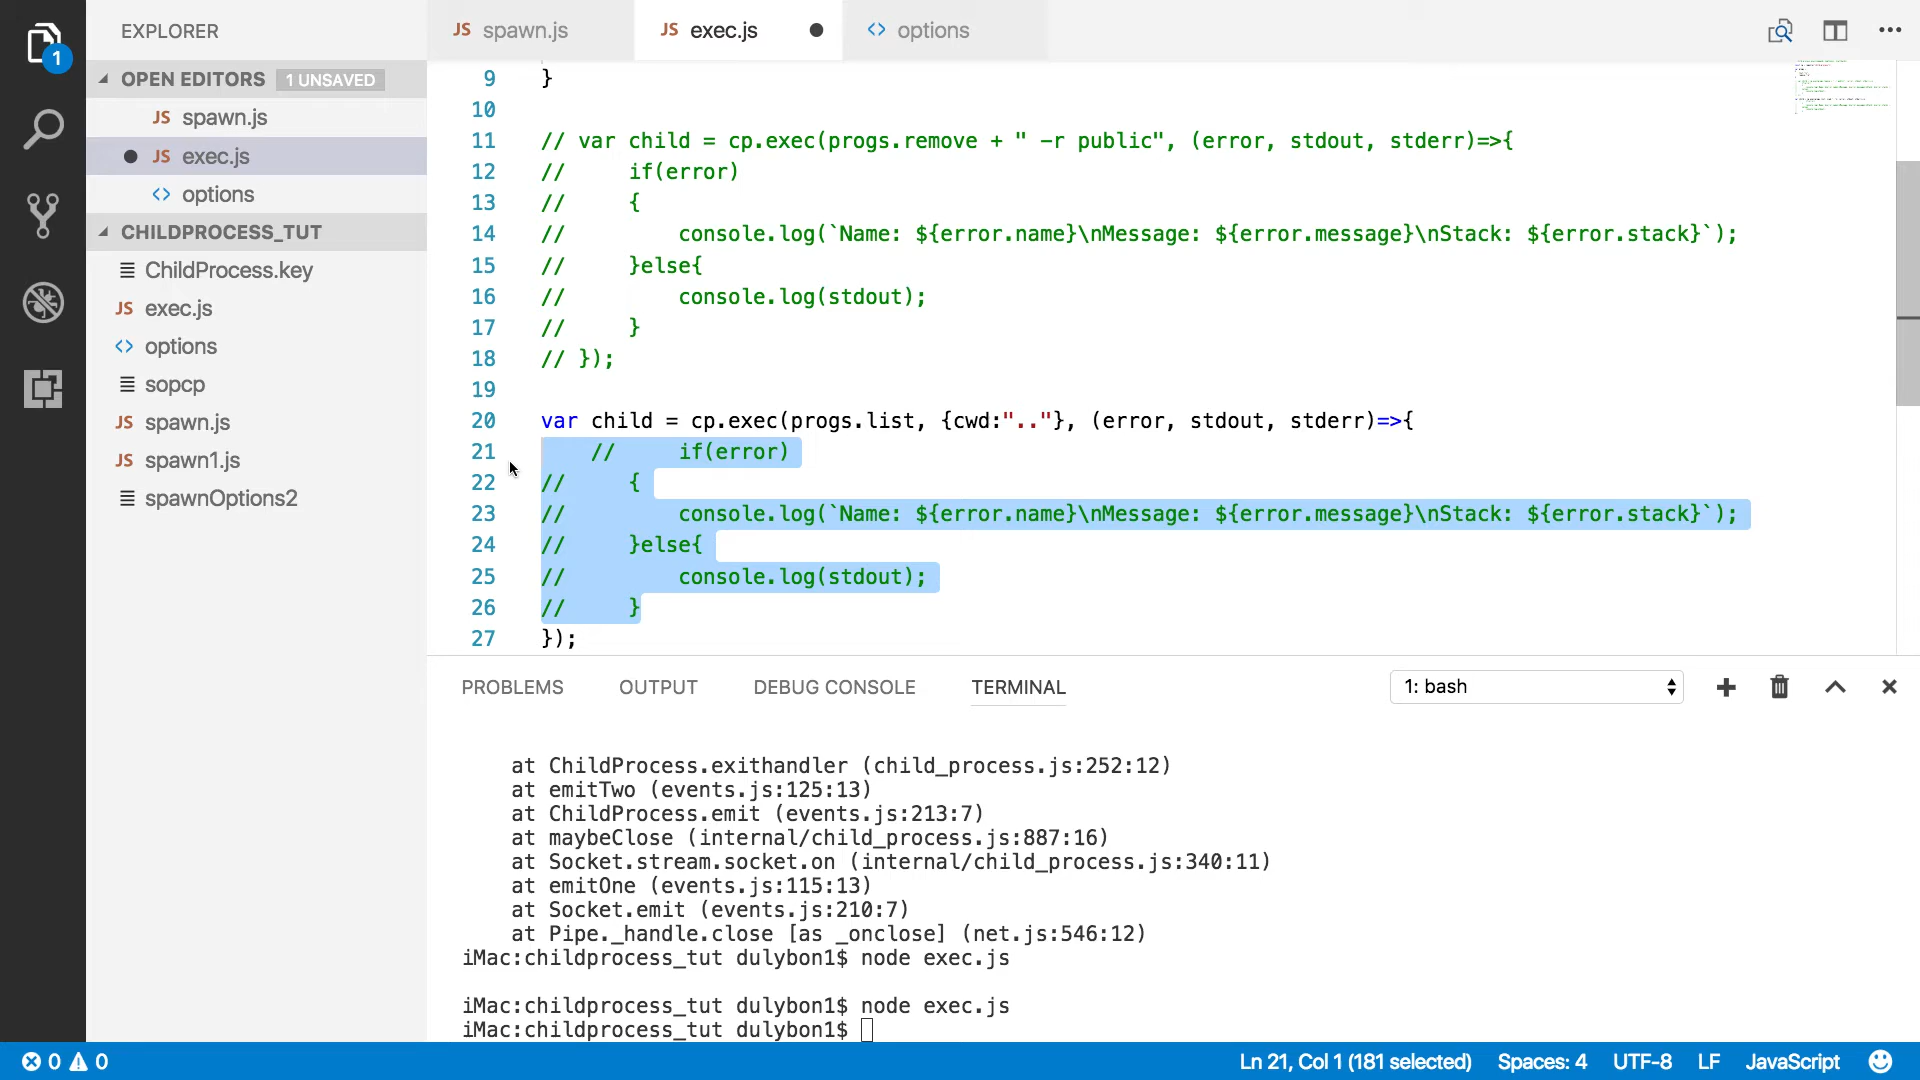 EXPLORER
JS spawn.js
JS exec.js
<> options
OPEN EDITORS 1 UNSAVED
JS spawn.js
JS exec.js
<> options
CHILDPROCESS_TUT
ChildProcess.key
JS exec.js
<> options
sopcp
JS spawn.js
JS spawn1.js
spawnOptions2
1
9 }
10
11 // var child = cp.exec(progs.remove + " -r public", (error, stdout, stderr)=>{
12 //     if(error)
13 //     {
14 //         console.log(`Name: ${error.name}\nMessage: ${error.message}\nStack: ${error.stack}`);
15 //     }else{
16 //         console.log(stdout);
17 //     }
18 // });
19
20 var child = cp.exec(progs.list, {cwd:".."}, (error, stdout, stderr)=>{
21     //     if(error)
22 //     {
23 //         console.log(`Name: ${error.name}\nMessage: ${error.message}\nStack: ${error.stack}`);
24 //     }else{
25 //         console.log(stdout);
26 //     }
27 });
PROBLEMS OUTPUT DEBUG CONSOLE TERMINAL 1: bash
at ChildProcess.exithandler (child_process.js:252:12)
at emitTwo (events.js:125:13)
at ChildProcess.emit (events.js:213:7)
at maybeClose (internal/child_process.js:887:16)
at Socket.stream.socket.on (internal/child_process.js:340:11)
at emitOne (events.js:115:13)
at Socket.emit (events.js:210:7)
at Pipe._handle.close [as _onclose] (net.js:546:12)
iMac:childprocess_tut dulybon1$ node exec.js
iMac:childprocess_tut dulybon1$ node exec.js
iMac:childprocess_tut dulybon1$
0 0 Ln 21, Col 1 (181 selected) Spaces: 4 UTF-8 LF JavaScript